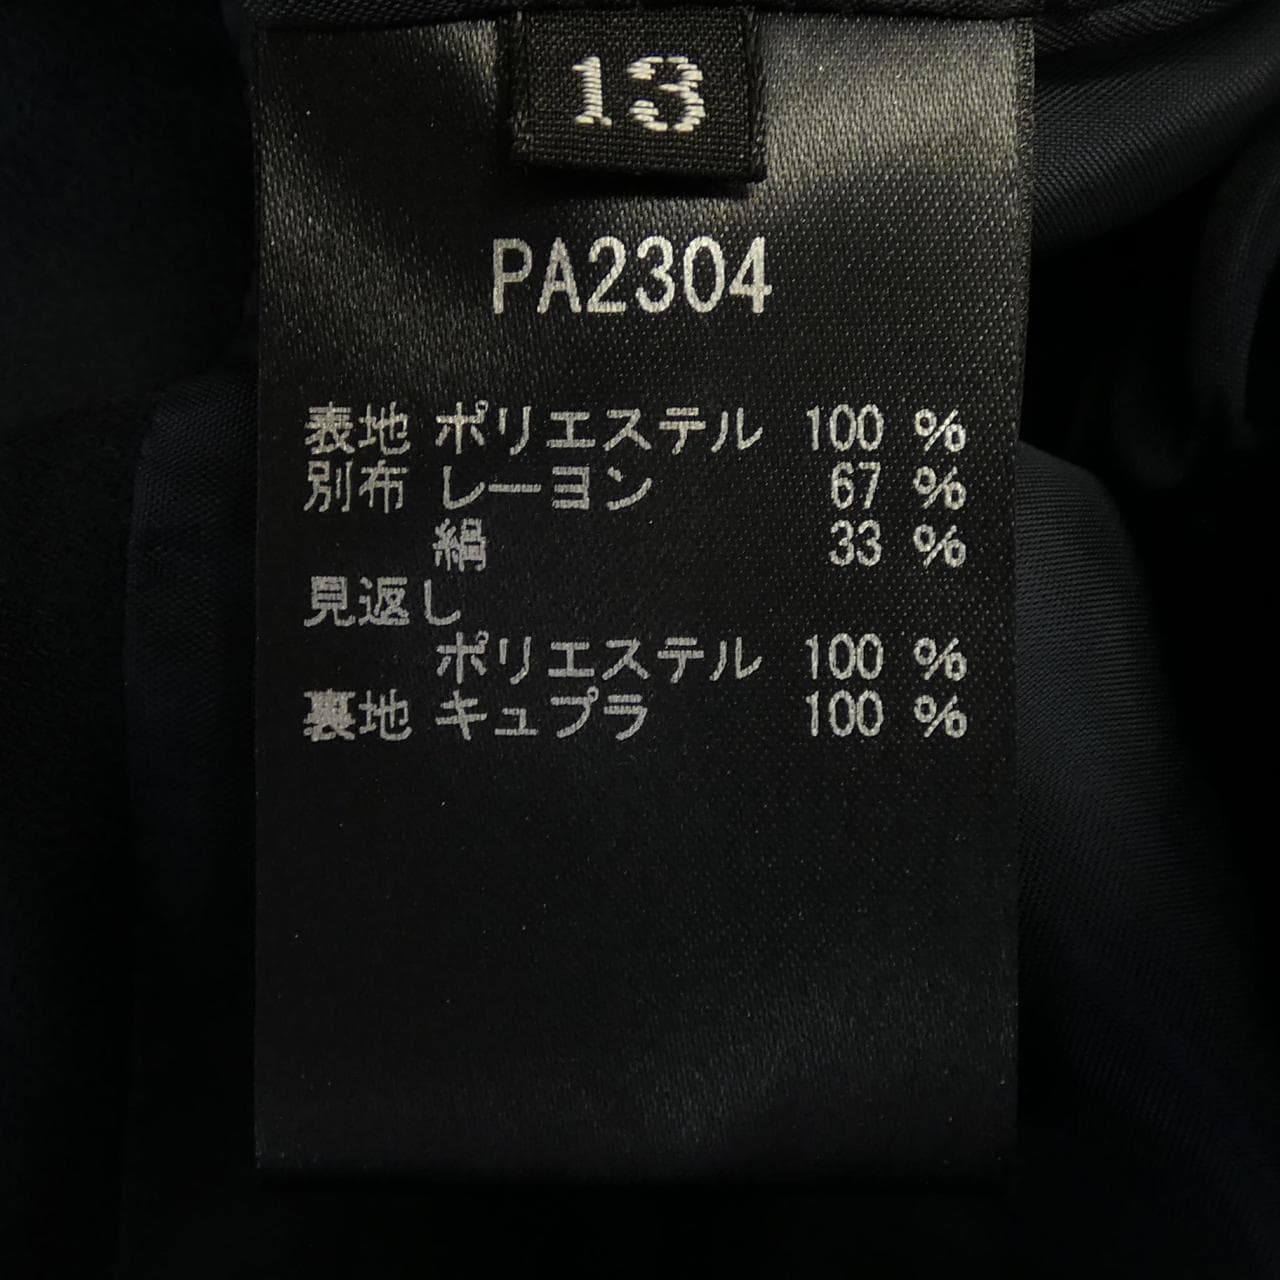 13
PA2304
表地 ポリエステル 100 %
別布 レーヨン 67 %
絹 33 %
見返し
ポリエステル 100 %
裏地 キュプラ 100 %